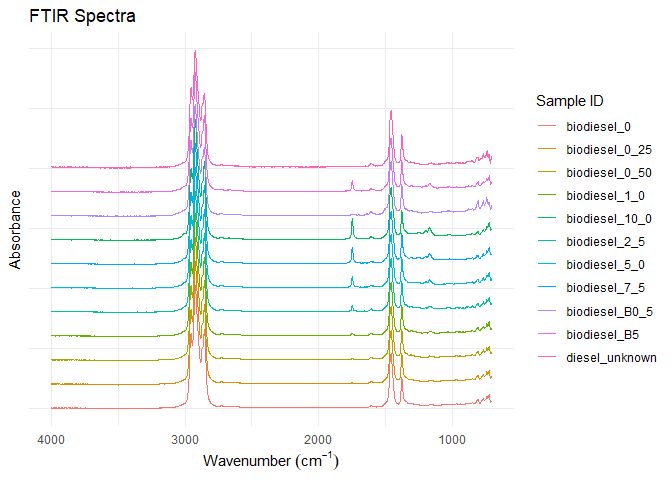 FTIR Spectra
Absorbance
4000
3000
2000
1000
Wavenumber (cm⁻¹)
Sample ID
biodiesel_0
biodiesel_0_25
biodiesel_0_50
biodiesel_1_0
biodiesel_10_0
biodiesel_2_5
biodiesel_5_0
biodiesel_7_5
biodiesel_B0_5
biodiesel_B5
diesel_unknown